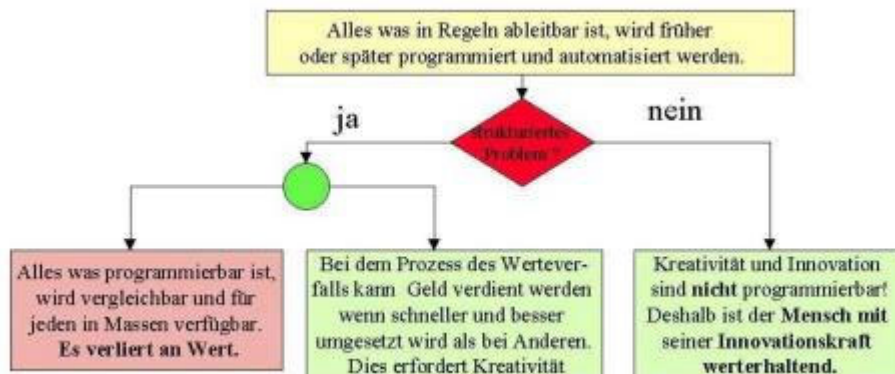 Alles was in Regeln ableitbar ist, wird früher
oder später programmiert und automatisiert werden.
ja
nein
strukturiertes
Problem ?
Alles was programmierbar ist,
wird vergleichbar und für
jeden in Massen verfügbar.
Es verliert an Wert.
Bei dem Prozess des Wertever-
falls kann Geld verdient werden
wenn schneller und besser
umgesetzt wird als bei Anderen.
Dies erfordert Kreativität
Kreativität und Innovation
sind nicht programmierbar!
Deshalb ist der Mensch mit
seiner Innovationskraft
werterhaltend.